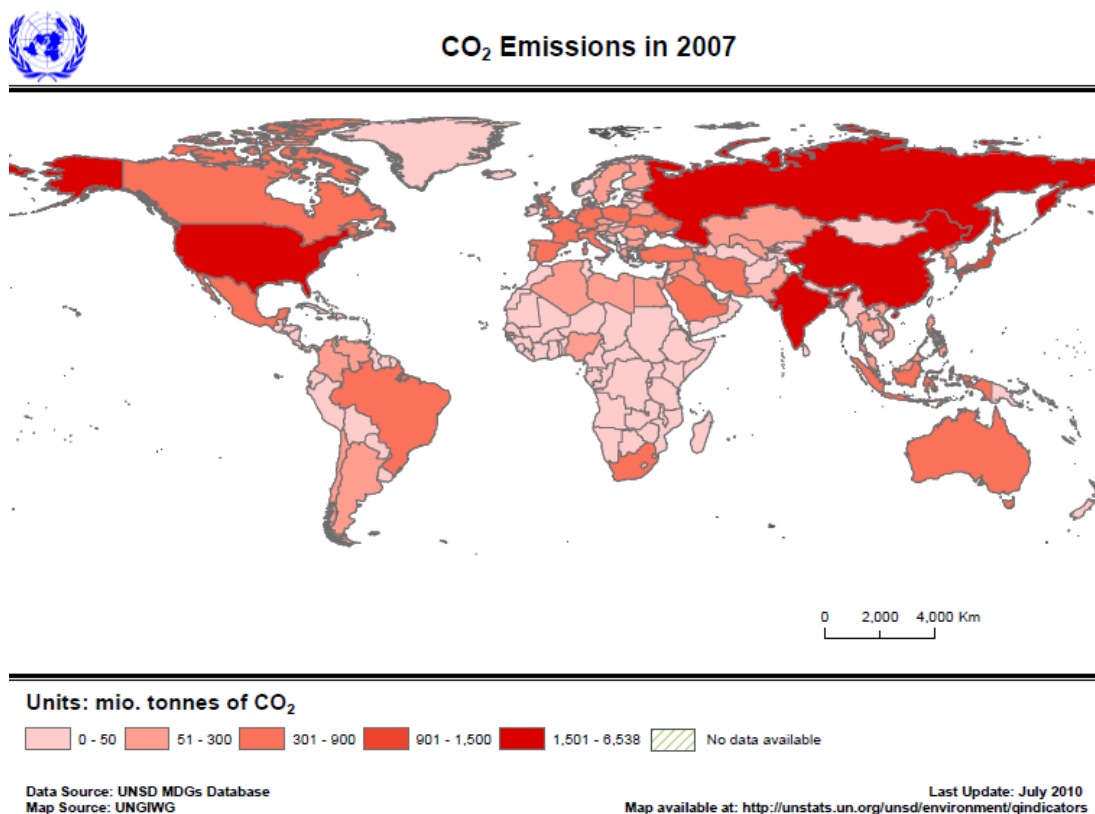 CO₂ Emissions in 2007
0 2,000 4,000 Km
Units: mio. tonnes of CO₂
0 - 50 51 - 300 301 - 900 901 - 1,500 1,501 - 6,538 No data available
Data Source: UNSD MDGs Database Last Update: July 2010
Map Source: UNGIWG Map available at: http://unstats.un.org/unsd/environment/qindicators